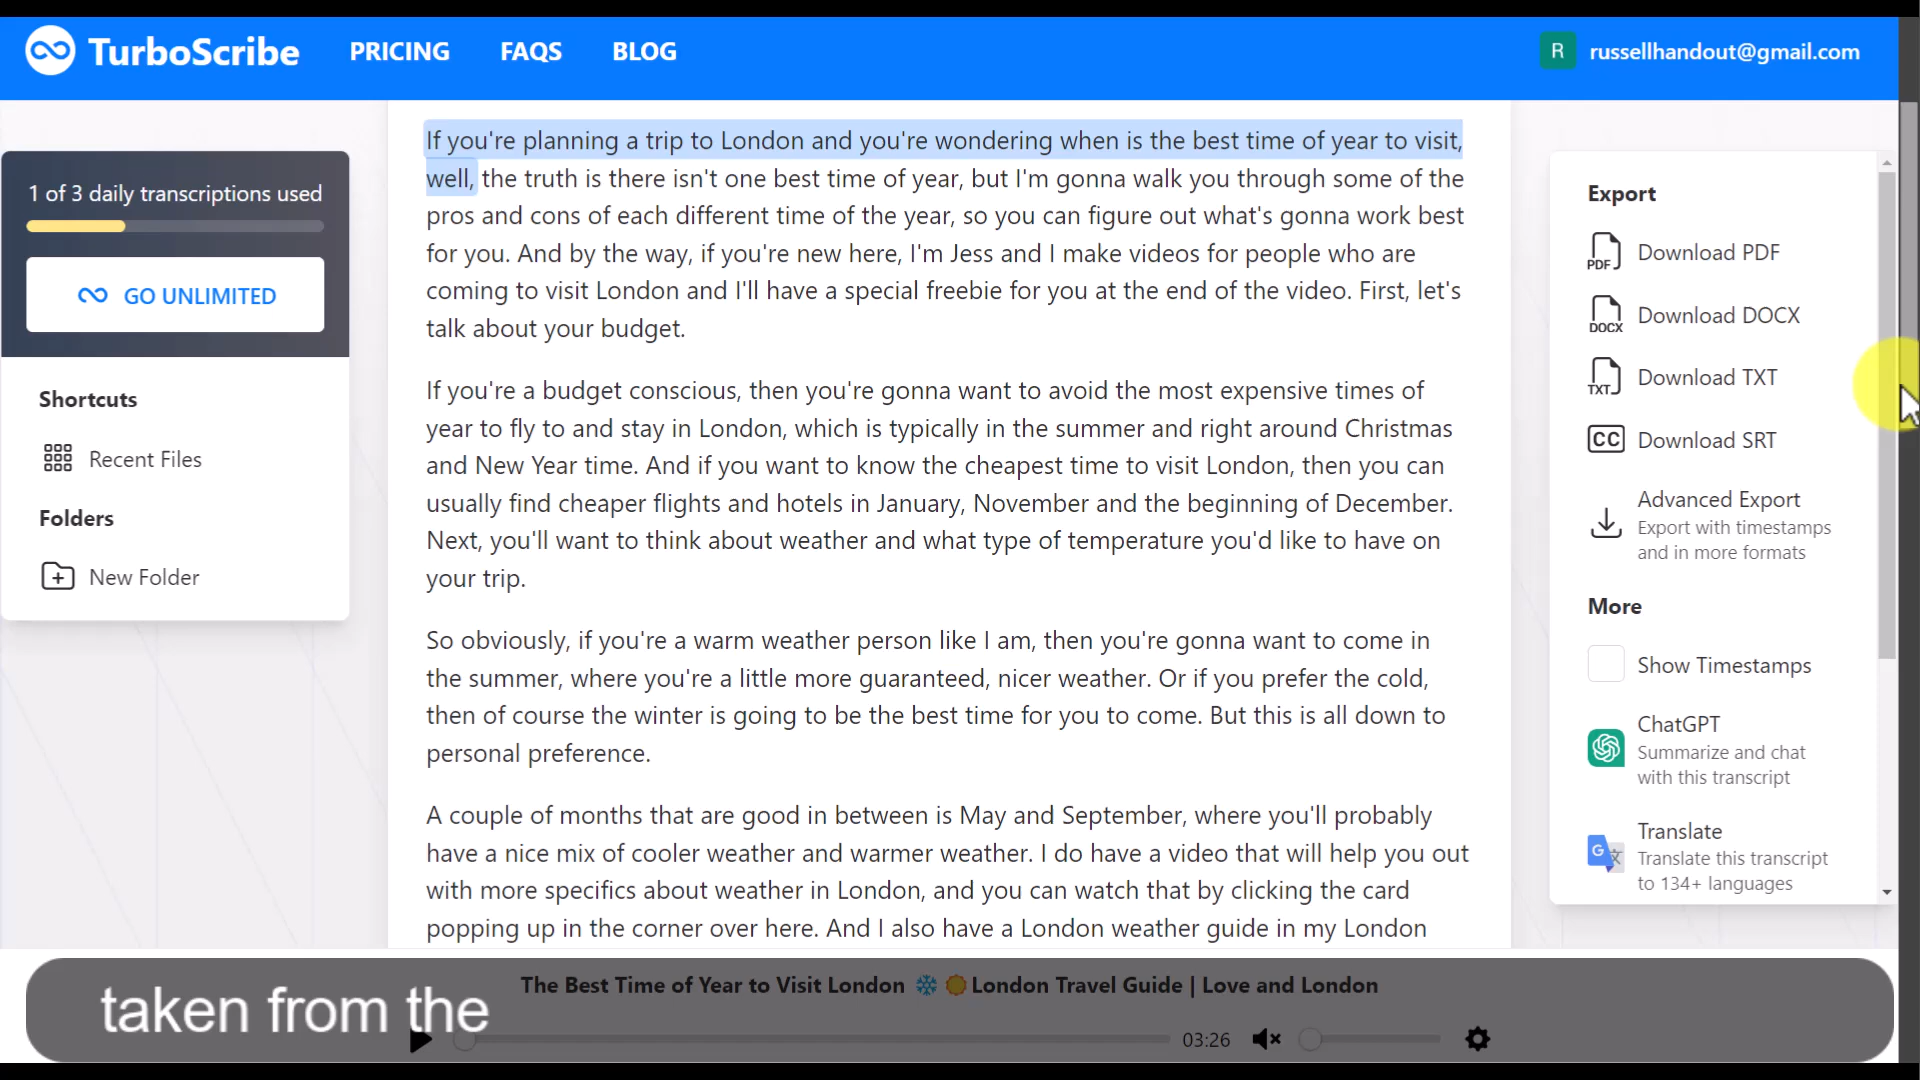 TurboScribe PRICING FAQS BLOG R russellhandout@gmail.com
1 of 3 daily transcriptions used
GO UNLIMITED
Shortcuts
Recent Files
Folders
New Folder
If you're planning a trip to London and you're wondering when is the best time of year to visit,
well, the truth is there isn't one best time of year, but I'm gonna walk you through some of the
pros and cons of each different time of the year, so you can figure out what's gonna work best
for you. And by the way, if you're new here, I'm Jess and I make videos for people who are
coming to visit London and I'll have a special freebie for you at the end of the video. First, let's
talk about your budget.
If you're a budget conscious, then you're gonna want to avoid the most expensive times of
year to fly to and stay in London, which is typically in the summer and right around Christmas
and New Year time. And if you want to know the cheapest time to visit London, then you can
usually find cheaper flights and hotels in January, November and the beginning of December.
Next, you'll want to think about weather and what type of temperature you'd like to have on
your trip.
So obviously, if you're a warm weather person like I am, then you're gonna want to come in
the summer, where you're a little more guaranteed, nicer weather. Or if you prefer the cold,
then of course the winter is going to be the best time for you to come. But this is all down to
personal preference.
A couple of months that are good in between is May and September, where you'll probably
have a nice mix of cooler weather and warmer weather. I do have a video that will help you out
with more specifics about weather in London, and you can watch that by clicking the card
popping up in the corner over here. And I also have a London weather guide in my London
Export
PDF Download PDF
DOCX Download DOCX
TXT Download TXT
CC Download SRT
Advanced Export
Export with timestamps
and in more formats
More
Show Timestamps
ChatGPT
Summarize and chat
with this transcript
Translate
Translate this transcript
to 134+ languages
The Best Time of Year to Visit London ❄️ ☀️ London Travel Guide | Love and London
taken from the
03:26